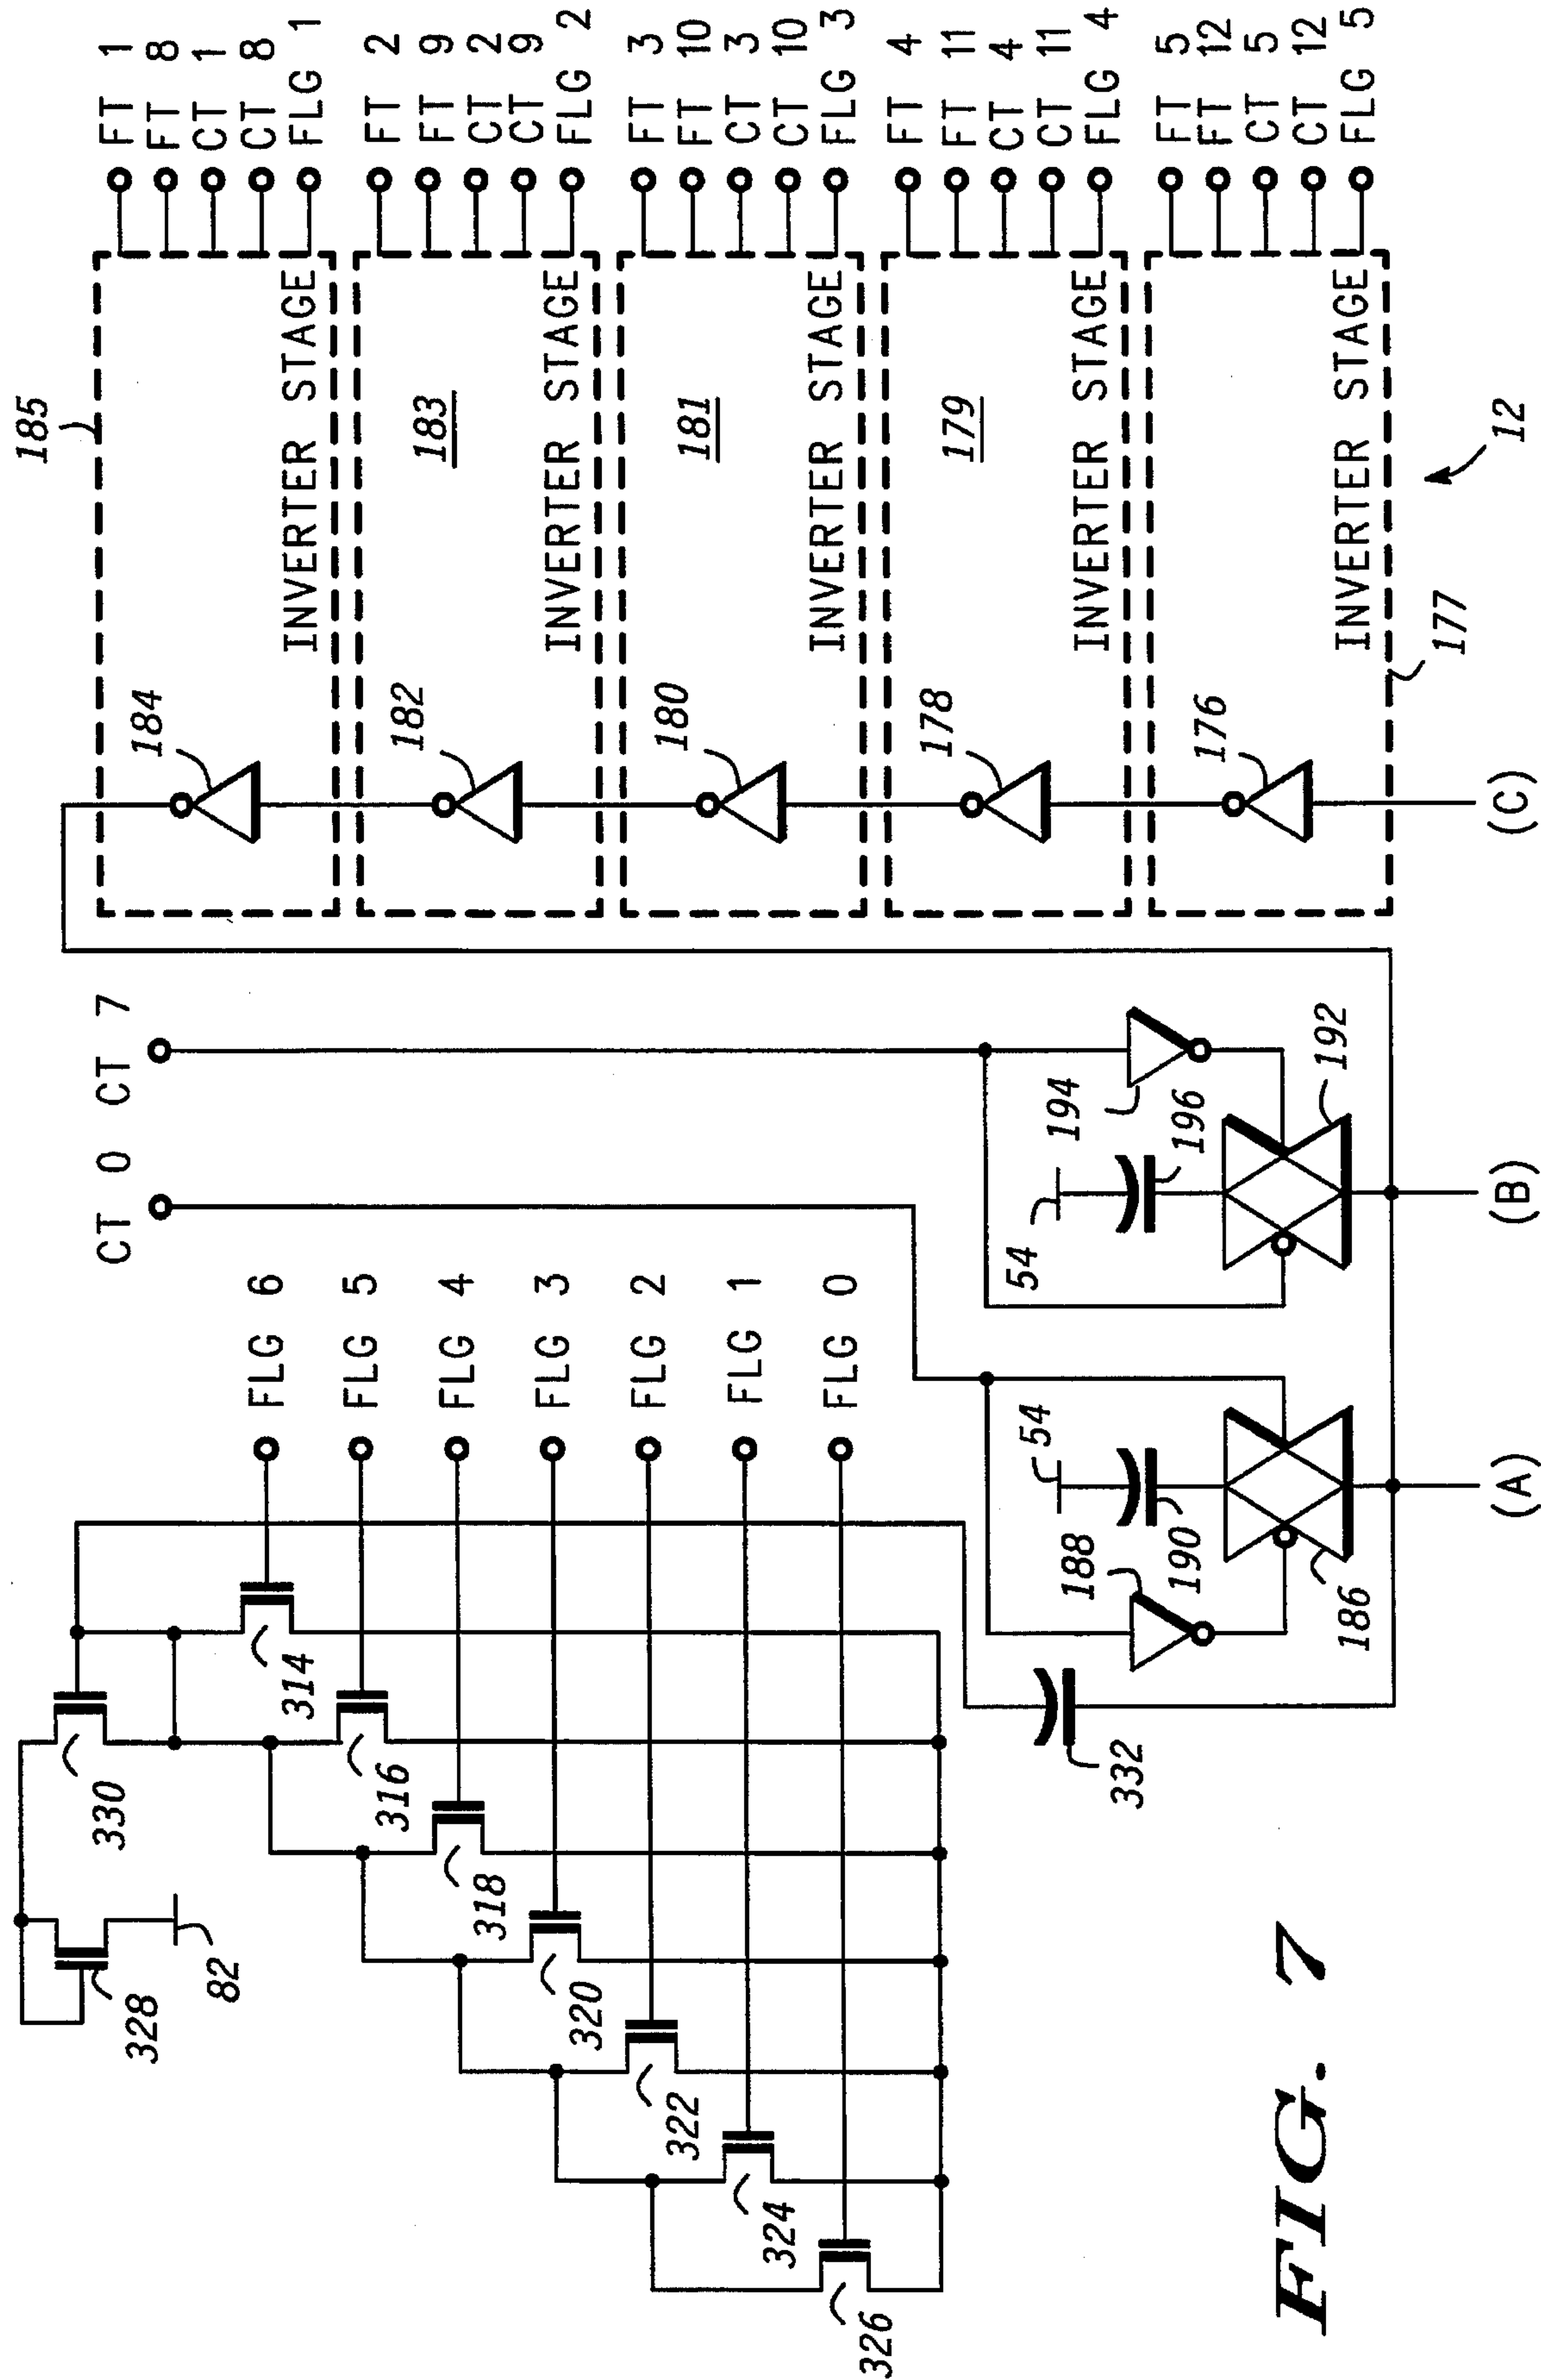 185
184
INVERTER STAGE
FT 1
FT 8
CT 1
CT 8
FLG 1
183
182
INVERTER STAGE
FT 2
FT 9
CT 2
CT 9
FLG 2
181
180
INVERTER STAGE
FT 3
FT 10
CT 3
CT 10
FLG 3
179
178
INVERTER STAGE
FT 4
FT 11
CT 4
CT 11
FLG 4
176
INVERTER STAGE
177
FT 5
FT 12
CT 5
CT 12
FLG 5
12
(C)
CT 0
CT 7
FLG 6
FLG 5
FLG 4
FLG 3
FLG 2
FLG 1
FLG 0
328
82
330
314
316
318
320
322
324
326
332
188
190
54
186
194
196
54
192
(A)
(B)
FIG. 7